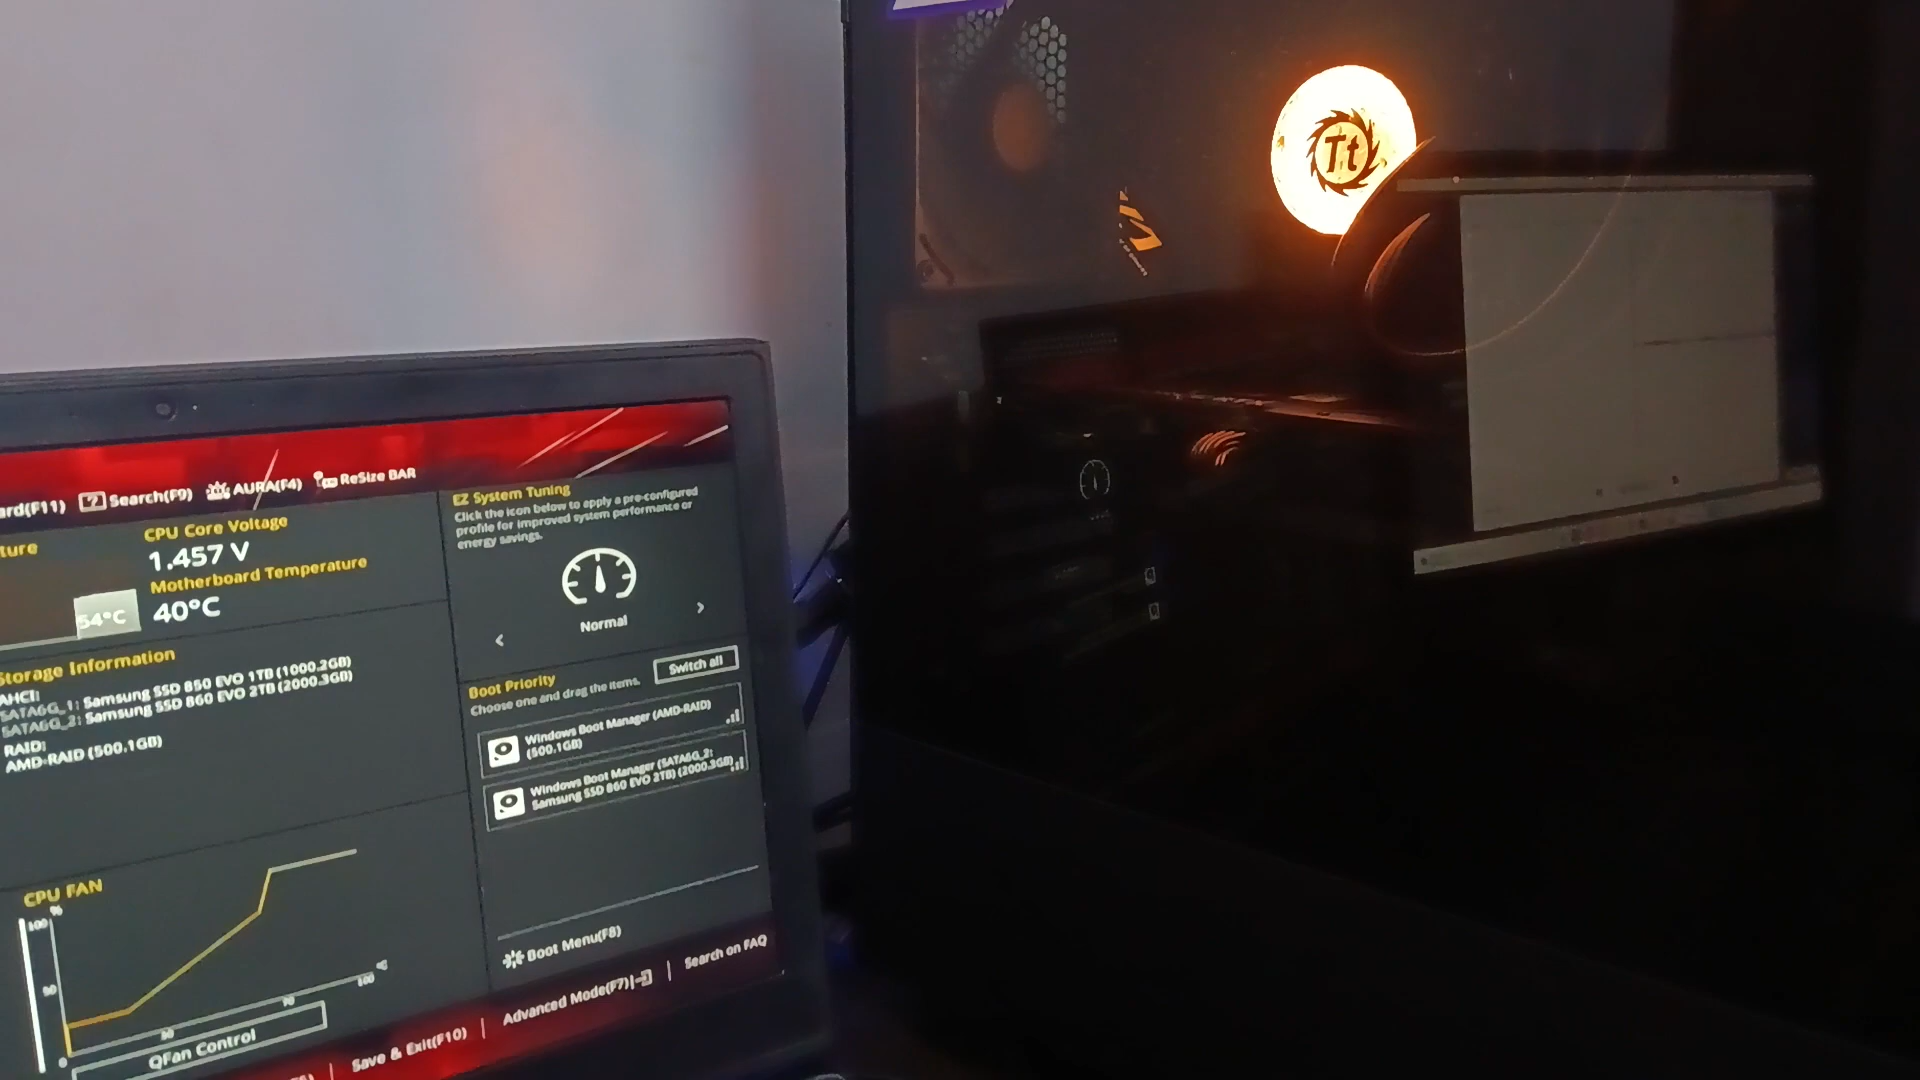 Tt
ard(F11) Search(F9) AURA(F4) ReSize BAR
ture
CPU Core Voltage
1.457 V
Motherboard Temperature
54°C
40°C
EZ System Tuning
Click the icon below to apply a pre-configured
profile for improved system performance or
energy savings.
Normal
Storage Information
AHCI:
SATA6G_1: Samsung SSD 850 EVO 1TB (1000.2GB)
SATA6G_2: Samsung SSD 860 EVO 2TB (2000.3GB)
RAID:
AMD-RAID (500.1GB)
Boot Priority
Choose one and drag the items.
Switch all
Windows Boot Manager (AMD-RAID)
(500.1GB)
Windows Boot Manager (SATA6G_2:
Samsung SSD 860 EVO 2TB) (2000.3GB)
CPU FAN
%
100
50
0
30
70
100
°C
QFan Control
Boot Menu(F8)
Save & Exit(F10) | Advanced Mode(F7) | Search on FAQ